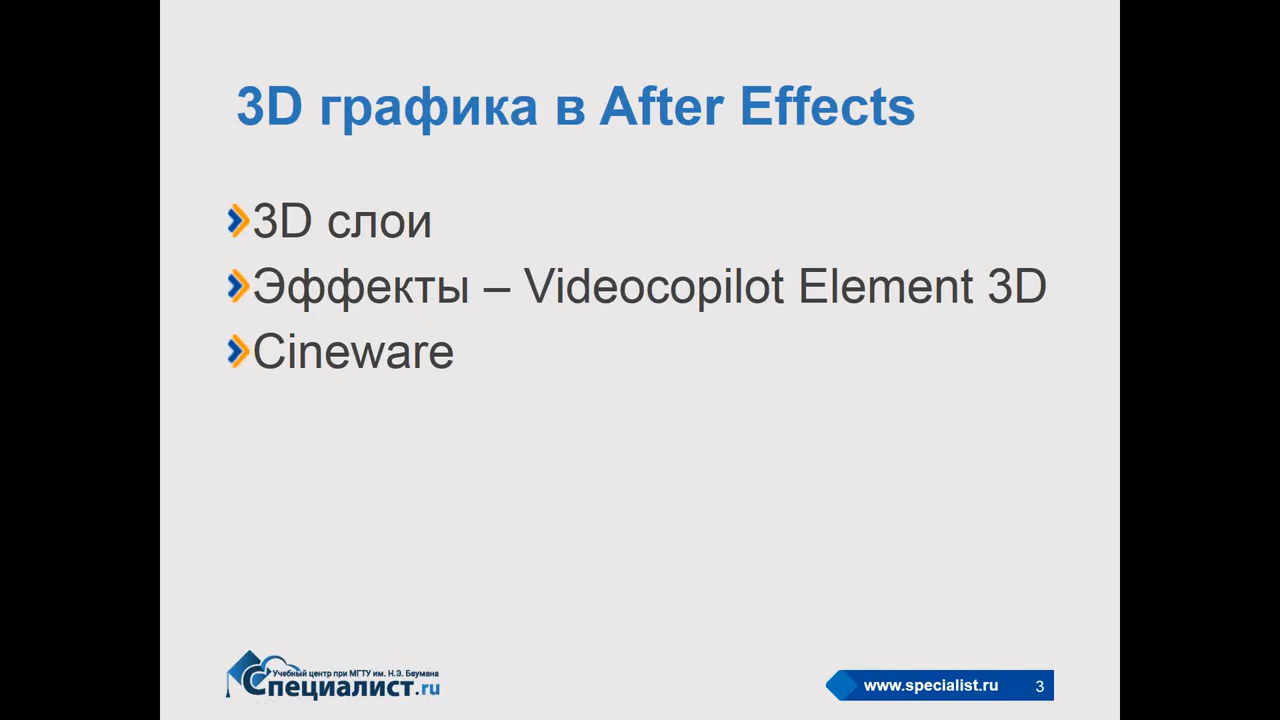 3D графика в After Effects
3D слои
Эффекты – Videocopilot Element 3D
Cineware
Учебный центр при МГТУ им. Н.Э. Баумана
Специалист.ru
www.specialist.ru 3